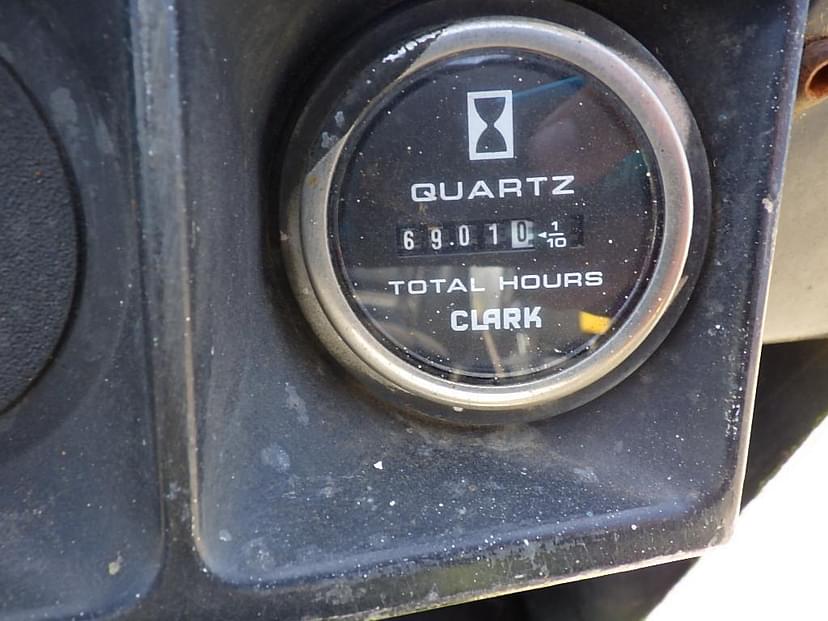 QUARTZ
69010 ◄1/10
TOTAL HOURS
CLARK